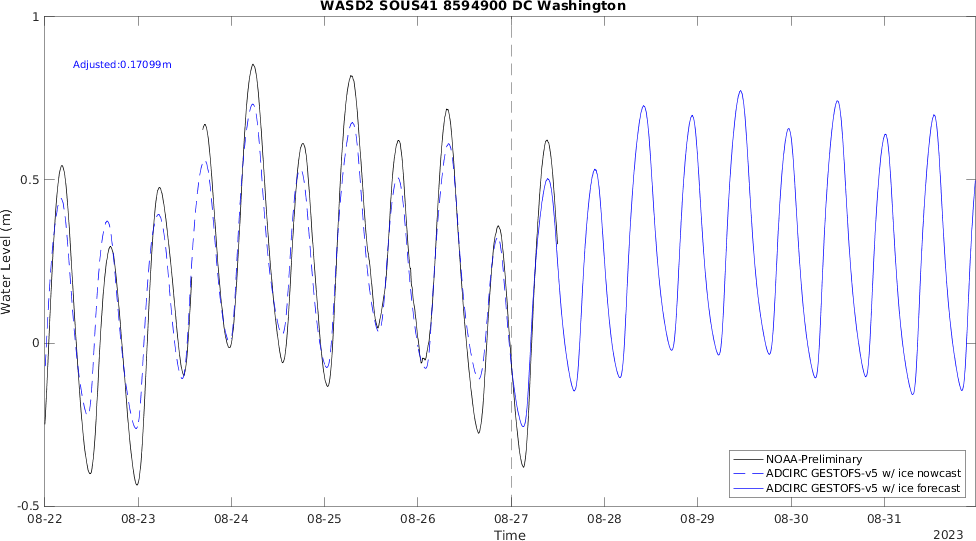 WASD2 SOUS41 8594900 DC Washington
Adjusted:0.17099m
1
0.5
0
-0.5
Water Level (m)
NOAA-Preliminary
ADCIRC GESTOFS-v5 w/ ice nowcast
ADCIRC GESTOFS-v5 w/ ice forecast
08-22 08-23 08-24 08-25 08-26 08-27 08-28 08-29 08-30 08-31
Time
2023